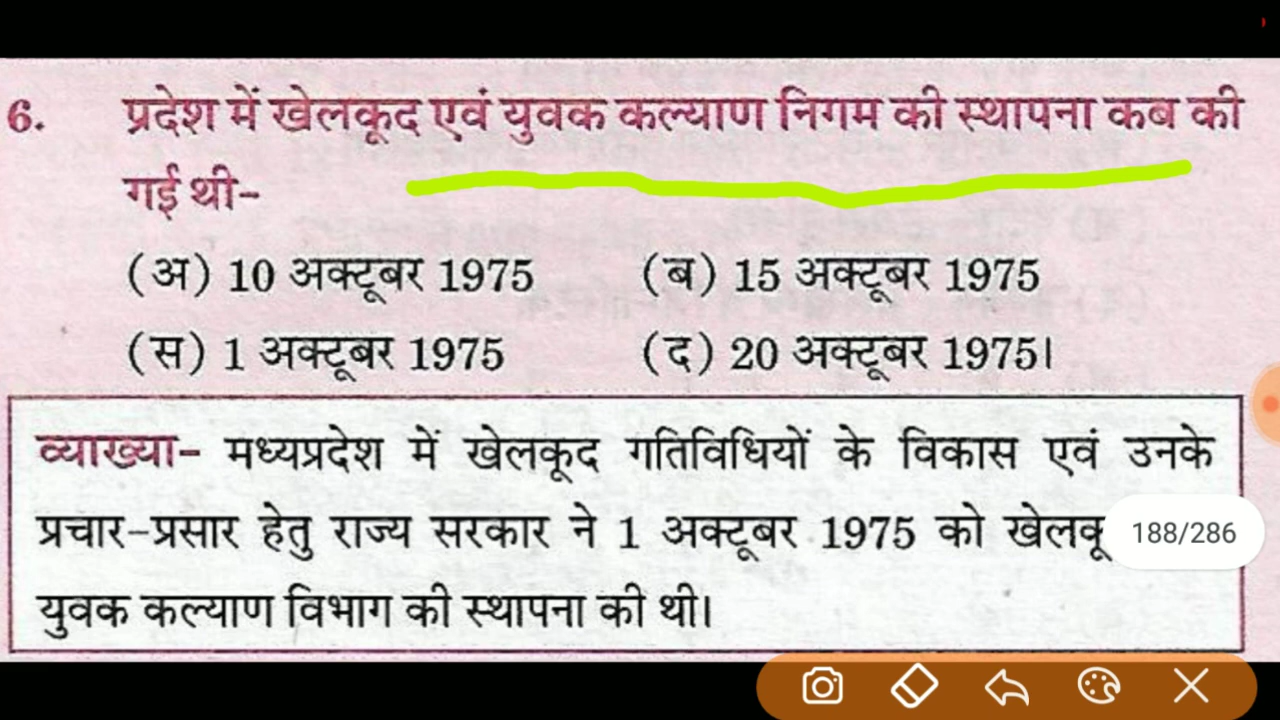 6. प्रदेश में खेलकूद एवं युवक कल्याण निगम की स्थापना कब की
गई थी-
(अ) 10 अक्टूबर 1975 (ब) 15 अक्टूबर 1975
(स) 1 अक्टूबर 1975 (द) 20 अक्टूबर 1975।
व्याख्या- मध्यप्रदेश में खेलकूद गतिविधियों के विकास एवं उनके
प्रचार-प्रसार हेतु राज्य सरकार ने 1 अक्टूबर 1975 को
188/286
युवक कल्याण विभाग की स्थापना की थी।